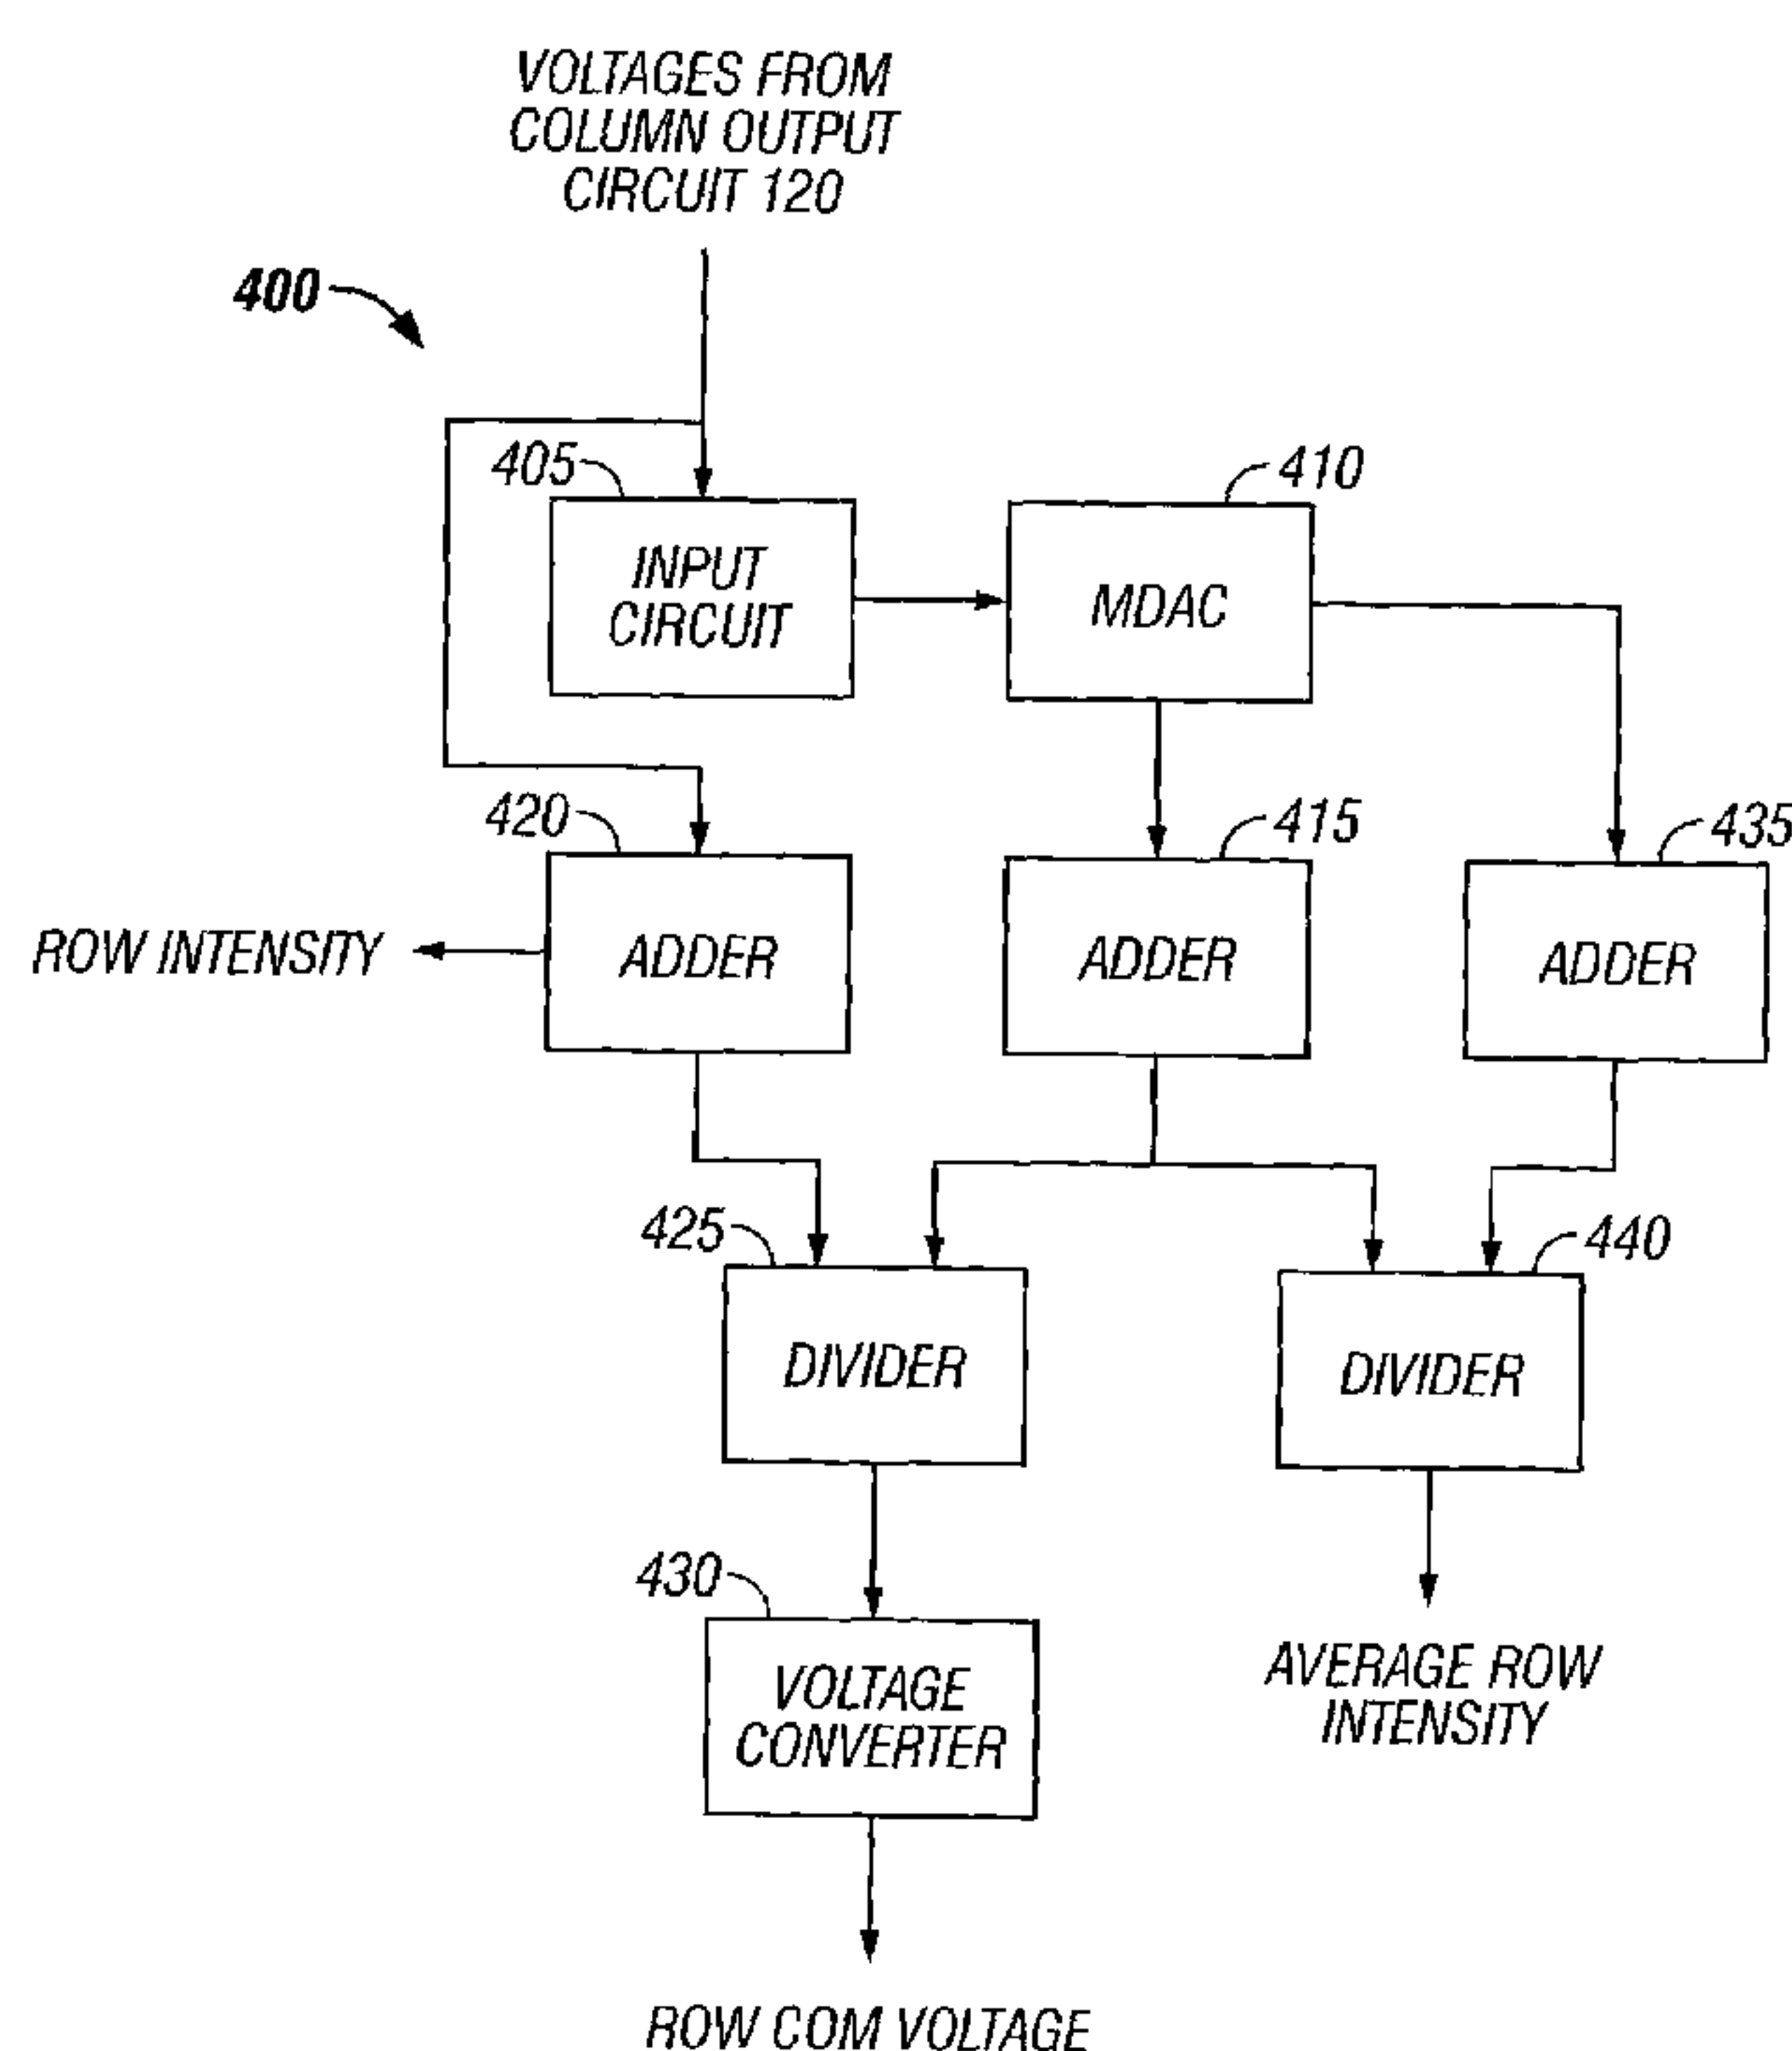 VOLTAGES FROM
COLUMN OUTPUT
CIRCUIT 120
400
405
410
INPUT
CIRCUIT
MDAC
420
415
435
ROW INTENSITY
ADDER
ADDER
ADDER
425
440
DIVIDER
DIVIDER
430
VOLTAGE
CONVERTER
AVERAGE ROW
INTENSITY
ROW COM VOLTAGE